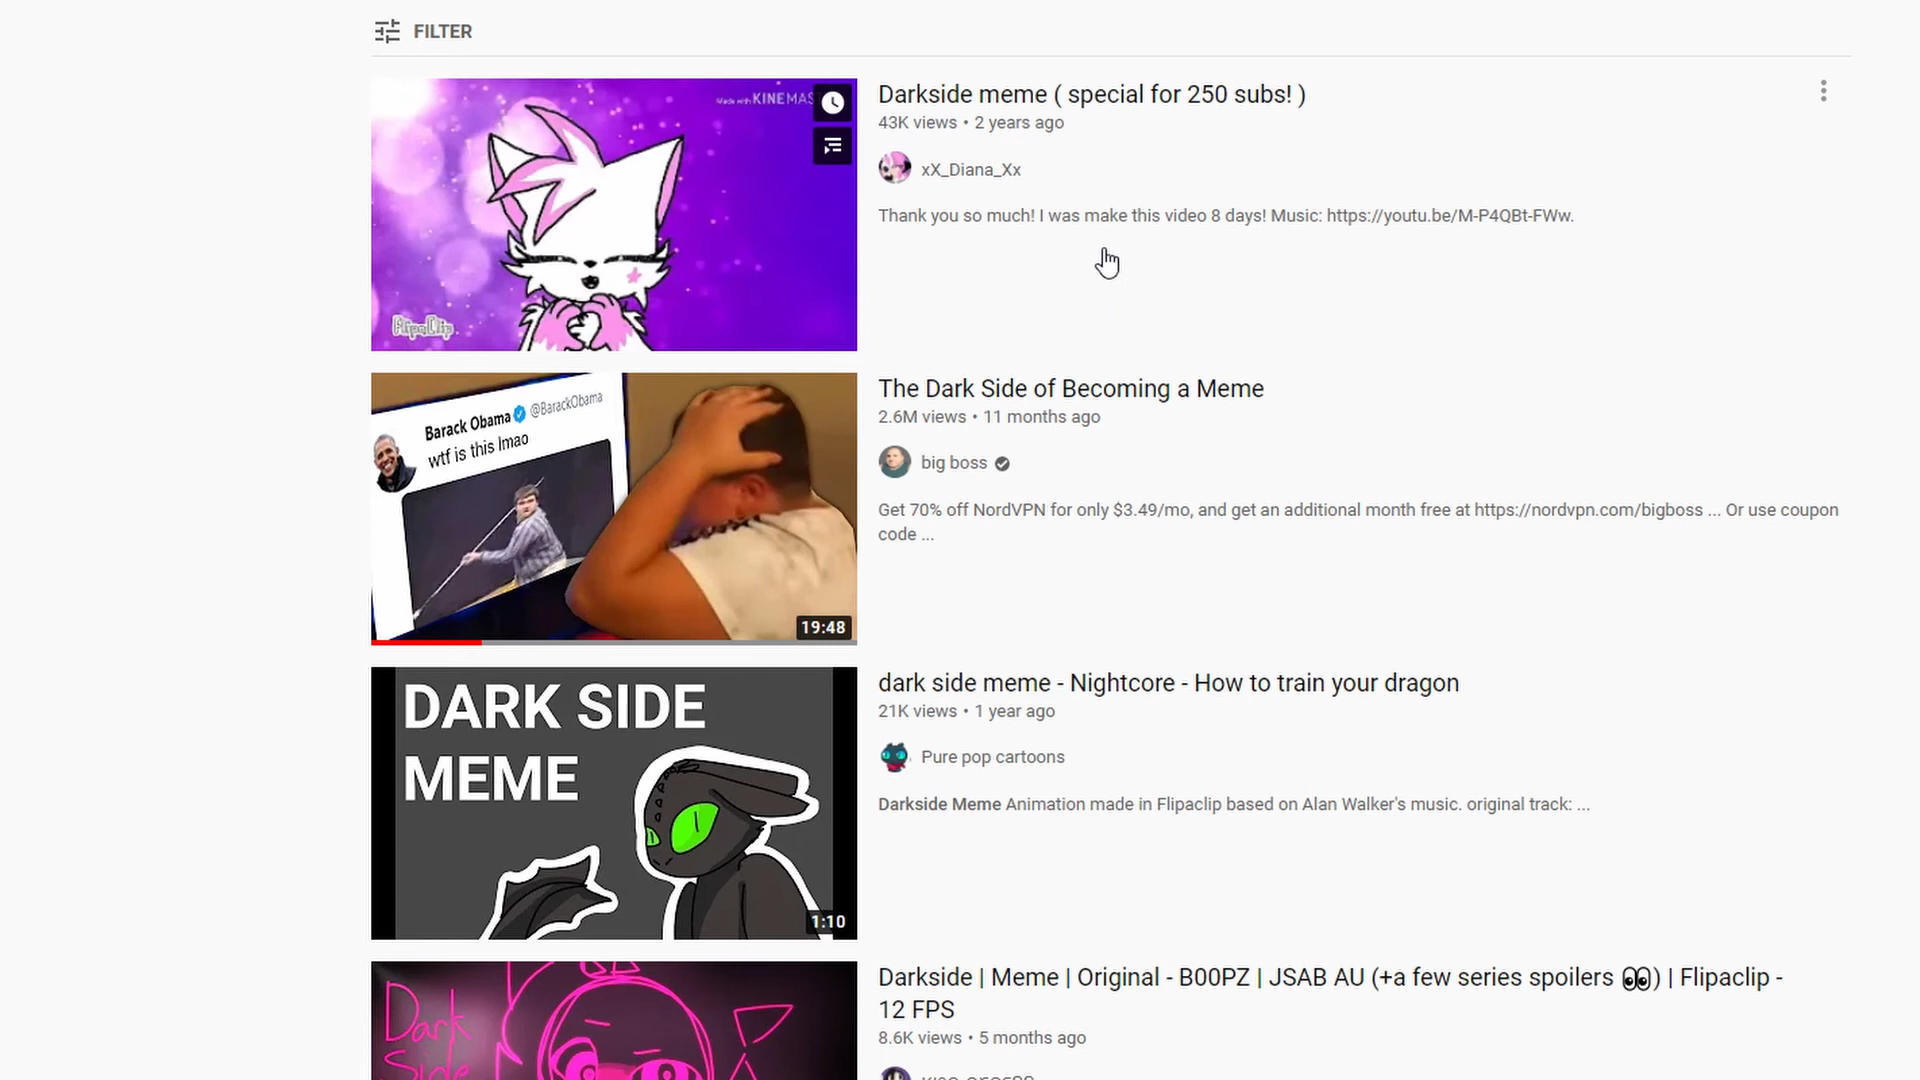 FILTER
Made with KINEMAS
FlipaClip
Darkside meme ( special for 250 subs! )
43K views • 2 years ago
xX_Diana_Xx
Thank you so much! I was make this video 8 days! Music: https://youtu.be/M-P4QBt-FWw.
Barack Obama @BarackObama
wtf is this lmao
19:48
The Dark Side of Becoming a Meme
2.6M views • 11 months ago
big boss
Get 70% off NordVPN for only $3.49/mo, and get an additional month free at https://nordvpn.com/bigboss ... Or use coupon
code ...
DARK SIDE
MEME
1:10
dark side meme - Nightcore - How to train your dragon
21K views • 1 year ago
Pure pop cartoons
Darkside Meme Animation made in Flipaclip based on Alan Walker's music. original track: ...
Dark
Side
Darkside | Meme | Original - B00PZ | JSAB AU (+a few series spoilers 👀) | Flipaclip -
12 FPS
8.6K views • 5 months ago